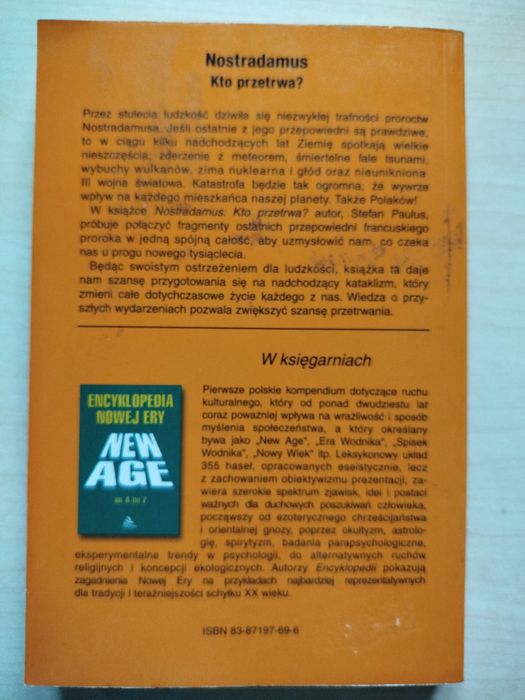 Nostradamus
Kto przetrwa?
Przez stulecia ludzkość dziwiła się niezwykłej trafności proroctw
Nostradamusa. Jeśli ostatnie z jego przepowiedni są prawdziwe,
to w ciągu kilku nadchodzących lat Ziemię spotkają wielkie
nieszczęścia: zderzenie z meteorem, śmiertelne fale tsunami,
wybuchy wulkanów, zima nuklearna i głód oraz nieunikniona
III wojna światowa. Katastrofa będzie tak ogromna, że wywrze
wpływ na każdego mieszkańca naszej planety. Także Polaków!
W książce Nostradamus. Kto przetrwa? autor, Stefan Paulus,
próbuje połączyć fragmenty ostatnich przepowiedni francuskiego
proroka w jedną spójną całość, aby uzmysłowić nam, co czeka
nas u progu nowego tysiąclecia.
Będąc swoistym ostrzeżeniem dla ludzkości, książka ta daje
nam szansę przygotowania się na nadchodzący kataklizm, który
zmieni całe dotychczasowe życie każdego z nas. Wiedza o przy-
szłych wydarzeniach pozwala zwiększyć szansę przetrwania.
W księgarniach
ENCYKLOPEDIA
NOWEJ ERY
NEW
AGE
OD A DO Z
Pierwsze polskie kompendium dotyczące ruchu
kulturalnego, który od ponad dwudziestu lat
coraz poważniej wpływa na wrażliwość i sposób
myślenia społeczeństwa, a który określany
bywa jako „New Age", „Era Wodnika", „Spisek
Wodnika", „Nowy Wiek" itp. Leksykonowy układ
355 haseł, opracowanych eseistycznie, lecz
z zachowaniem obiektywizmu prezentacji, za-
wiera szerokie spektrum zjawisk, idei i postaci
ważnych dla duchowych poszukiwań człowieka,
począwszy od ezoterycznego chrześcijaństwa
i orientalnej gnozy, poprzez okultyzm, astrolo-
gię, spirytyzm, badania parapsychologiczne,
eksperymentalne trendy w psychologii, do alternatywnych ruchów
religijnych i koncepcji ekologicznych. Autorzy Encyklopedii pokazują
zagadnienia Nowej Ery na przykładach najbardziej reprezentatywnych
dla tradycji i teraźniejszości schyłku XX wieku.
ISBN 83-87197-69-6